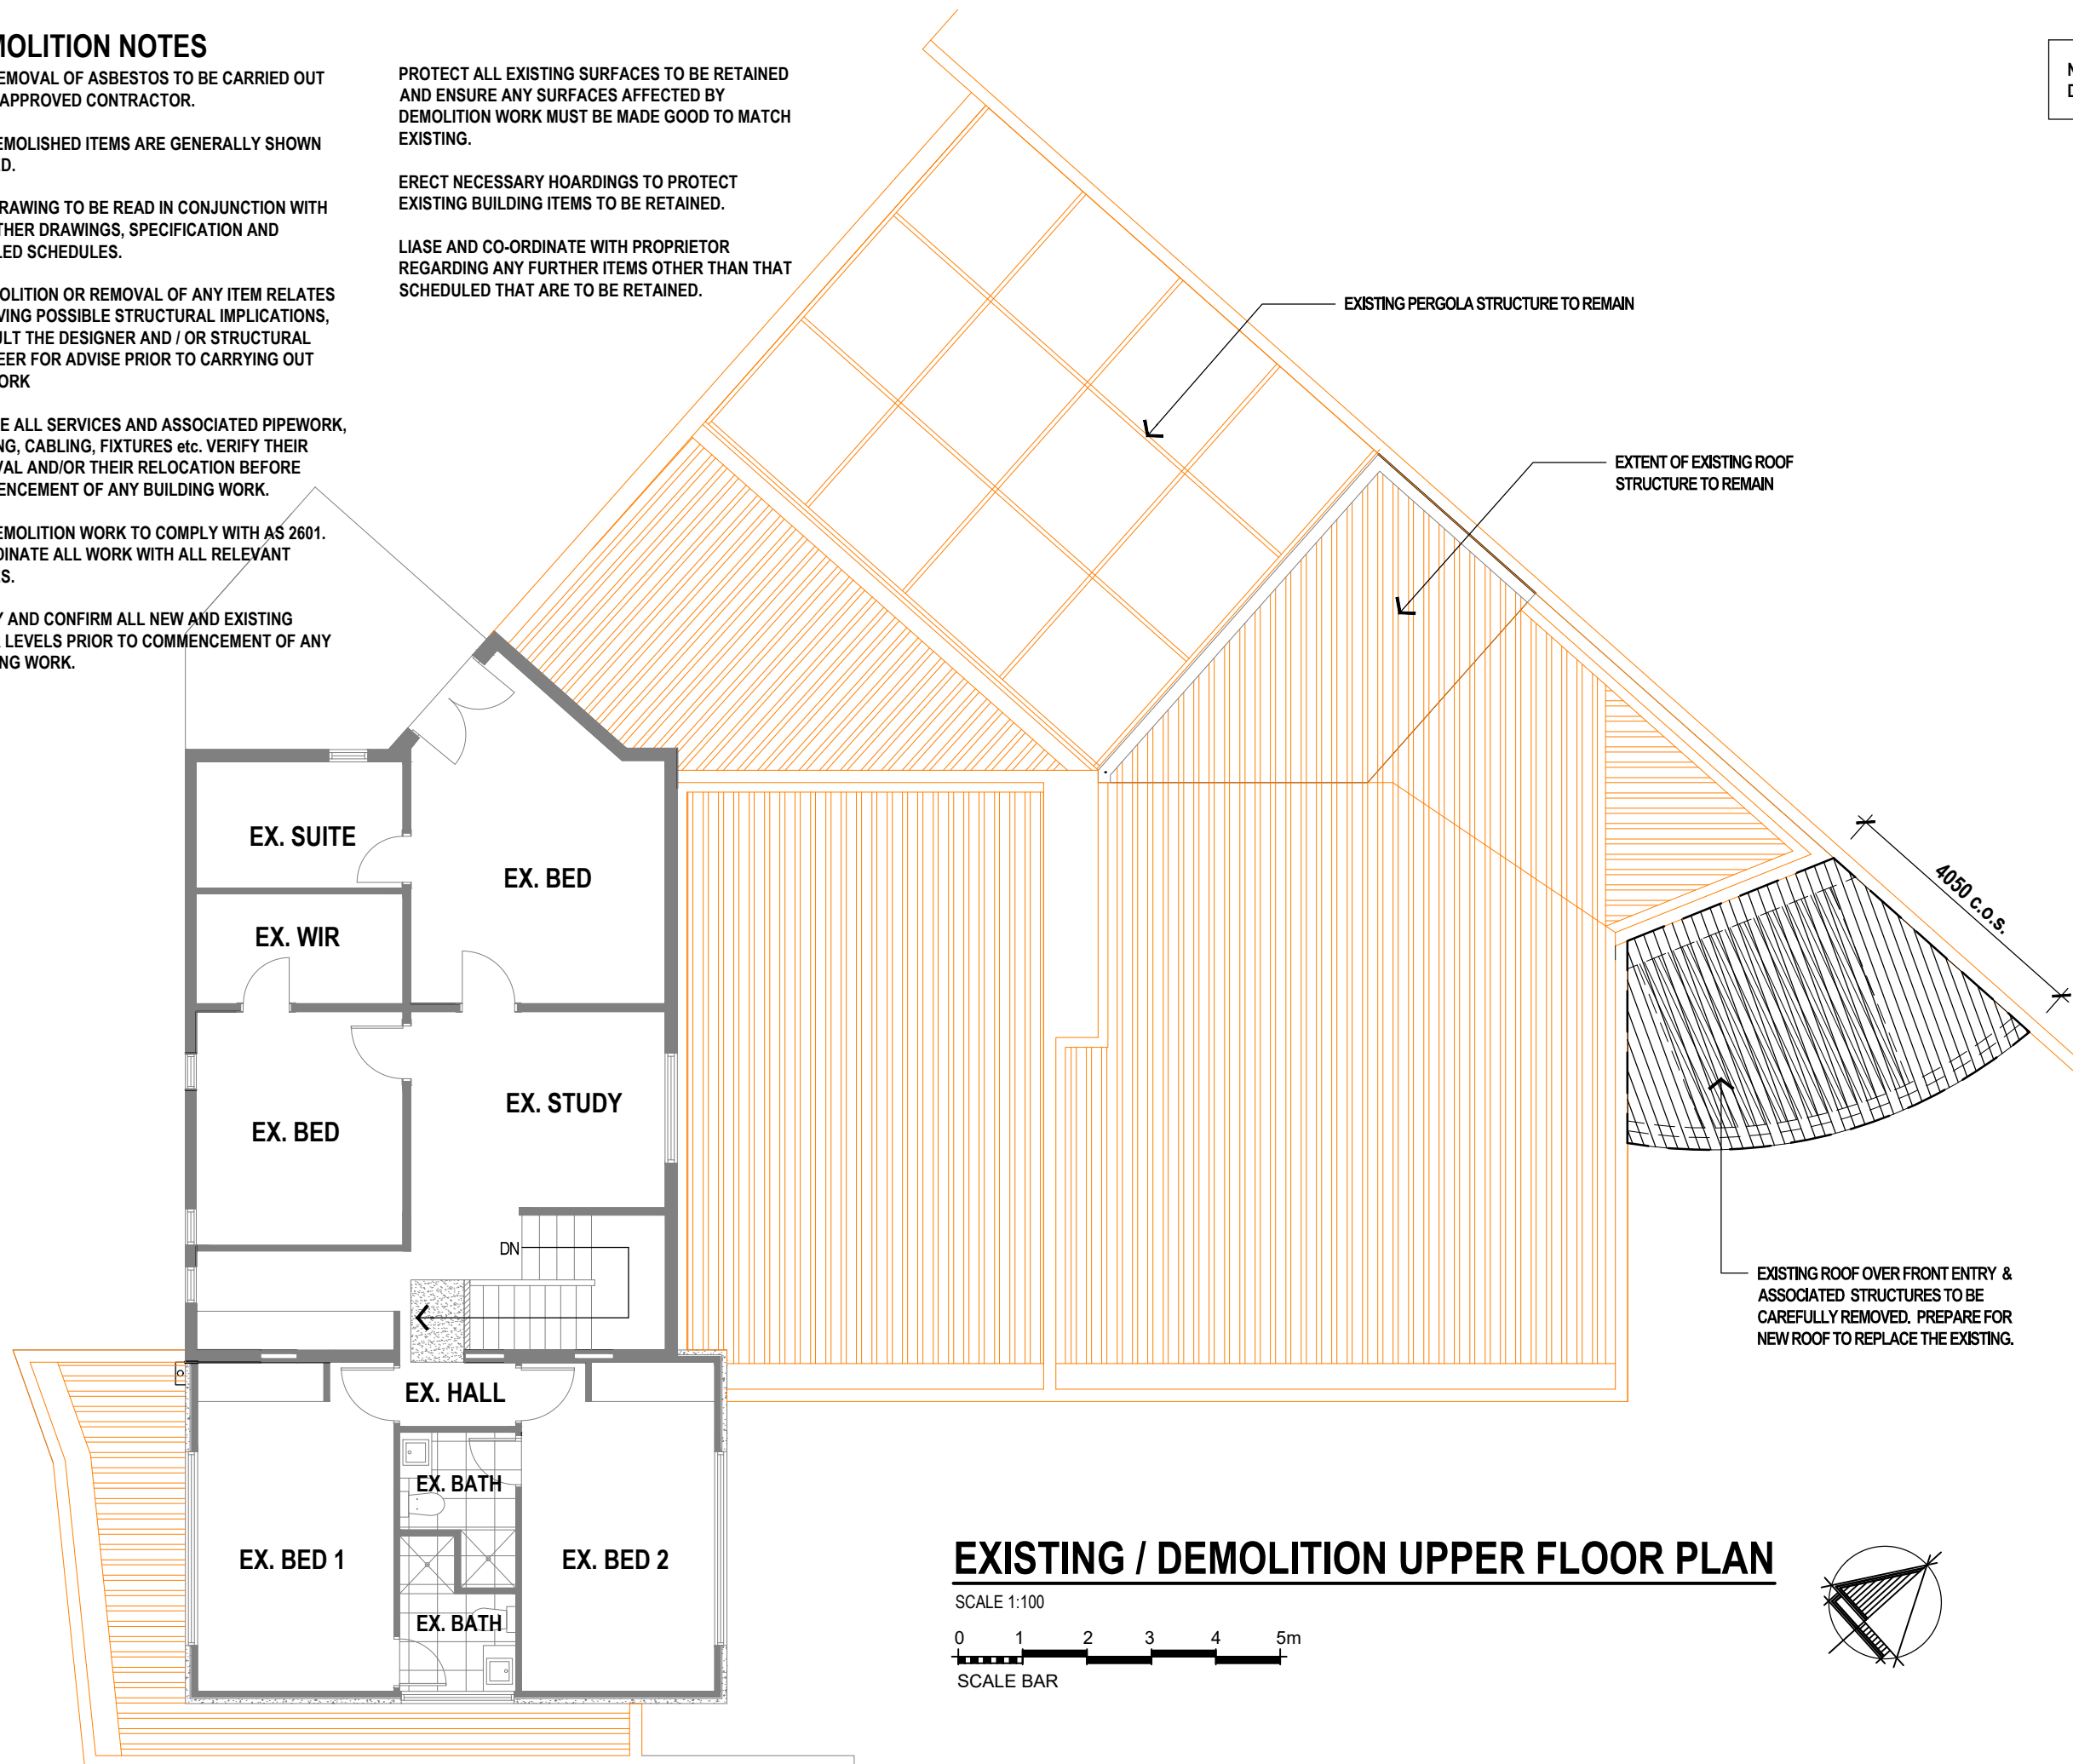 MOLITION NOTES
EMOVAL OF ASBESTOS TO BE CARRIED OUT
APPROVED CONTRACTOR.
EMOLISHED ITEMS ARE GENERALLY SHOWN
ED.
RAWING TO BE READ IN CONJUNCTION WITH
THER DRAWINGS, SPECIFICATION AND
LED SCHEDULES.
OLITION OR REMOVAL OF ANY ITEM RELATES
VING POSSIBLE STRUCTURAL IMPLICATIONS,
ULT THE DESIGNER AND / OR STRUCTURAL
EER FOR ADVISE PRIOR TO CARRYING OUT
ORK
E ALL SERVICES AND ASSOCIATED PIPEWORK,
NG, CABLING, FIXTURES etc. VERIFY THEIR
VAL AND/OR THEIR RELOCATION BEFORE
ENCEMENT OF ANY BUILDING WORK.
EMOLITION WORK TO COMPLY WITH AS 2601.
DINATE ALL WORK WITH ALL RELEVANT
ES.
Y AND CONFIRM ALL NEW AND EXISTING
R LEVELS PRIOR TO COMMENCEMENT OF ANY
NG WORK.
PROTECT ALL EXISTING SURFACES TO BE RETAINED
AND ENSURE ANY SURFACES AFFECTED BY
DEMOLITION WORK MUST BE MADE GOOD TO MATCH
EXISTING.
ERECT NECESSARY HOARDINGS TO PROTECT
EXISTING BUILDING ITEMS TO BE RETAINED.
LIASE AND CO-ORDINATE WITH PROPRIETOR
REGARDING ANY FURTHER ITEMS OTHER THAN THAT
SCHEDULED THAT ARE TO BE RETAINED.
EXISTING PERGOLA STRUCTURE TO REMAIN
EXTENT OF EXISTING ROOF
STRUCTURE TO REMAIN
4050 c.o.s.
EX. SUITE
EX. BED
EX. WIR
EX. STUDY
EX. BED
DN
EXISTING ROOF OVER FRONT ENTRY &
ASSOCIATED STRUCTURES TO BE
CAREFULLY REMOVED. PREPARE FOR
NEW ROOF TO REPLACE THE EXISTING.
EX. HALL
EX. BATH
EX. BED 1
EX. BED 2
EX. BATH
EXISTING / DEMOLITION UPPER FLOOR PLAN
SCALE 1:100
0 1 2 3 4 5m
SCALE BAR